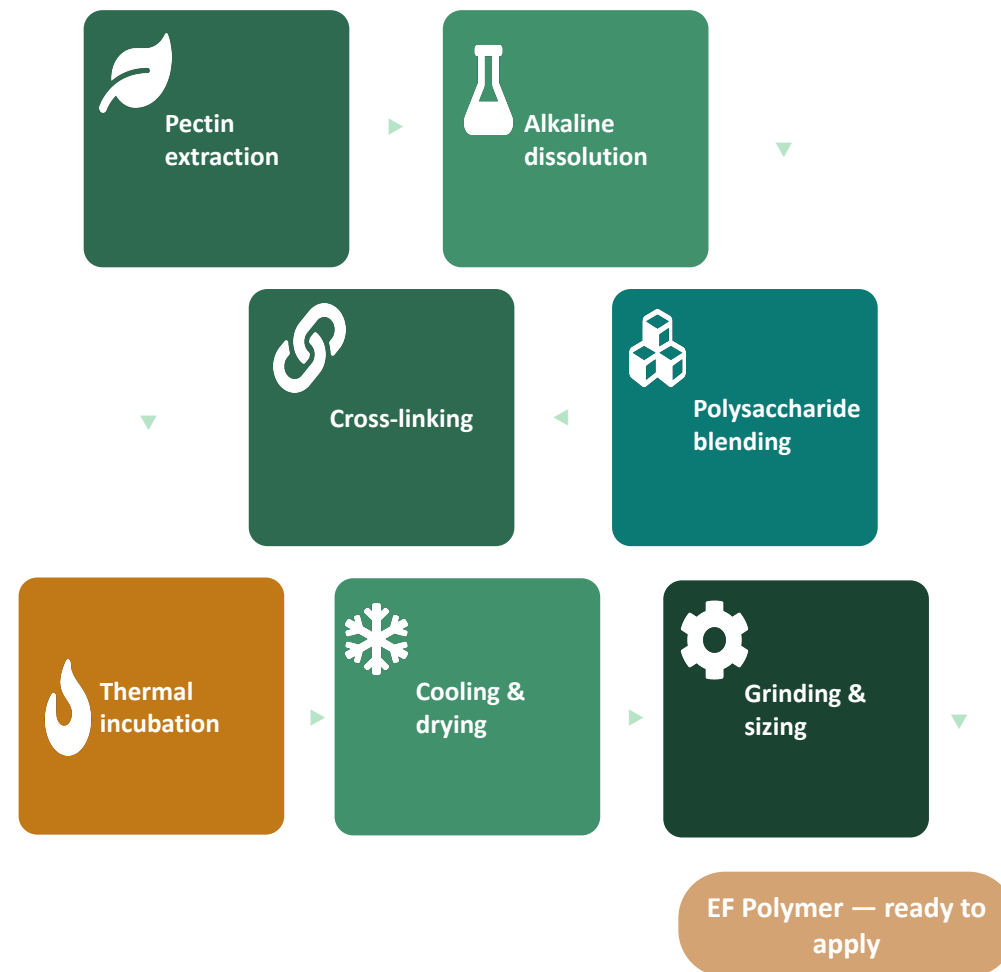 Pectin
extraction
Alkaline
dissolution
Polysaccharide
blending
Cross-linking
Thermal
incubation
Cooling &
drying
Grinding &
sizing
EF Polymer — ready to
apply